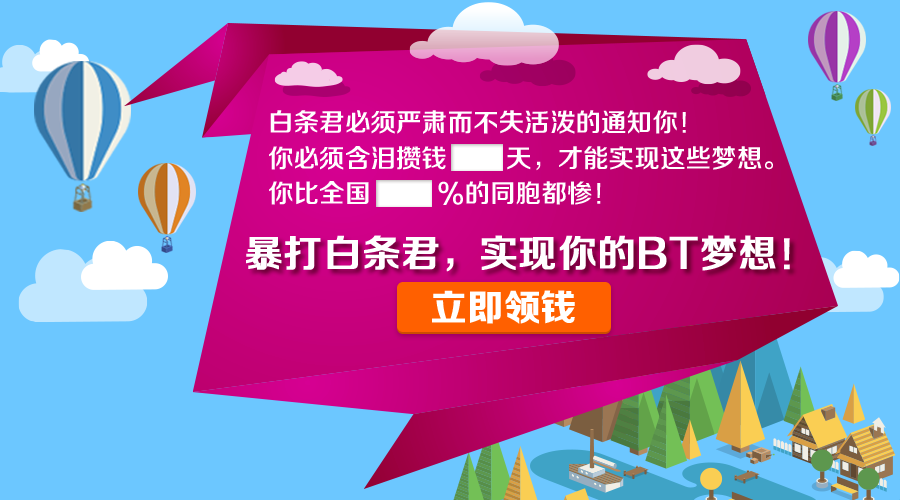 白条君必须严肃而不失活泼的通知你！
你必须含泪攒钱 天，才能实现这些梦想。
你比全国 %的同胞都惨！
暴打白条君，实现你的BT梦想！
立即领钱